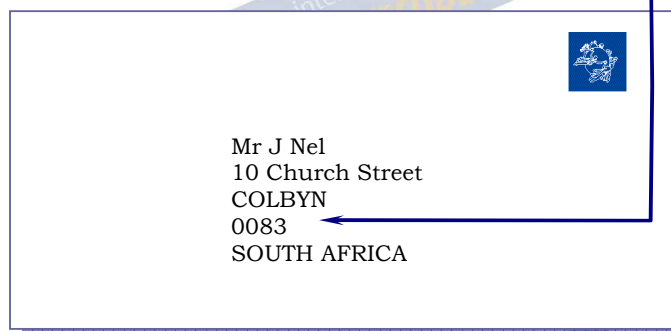 Mr J Nel
10 Church Street
COLBYN
0083
SOUTH AFRICA